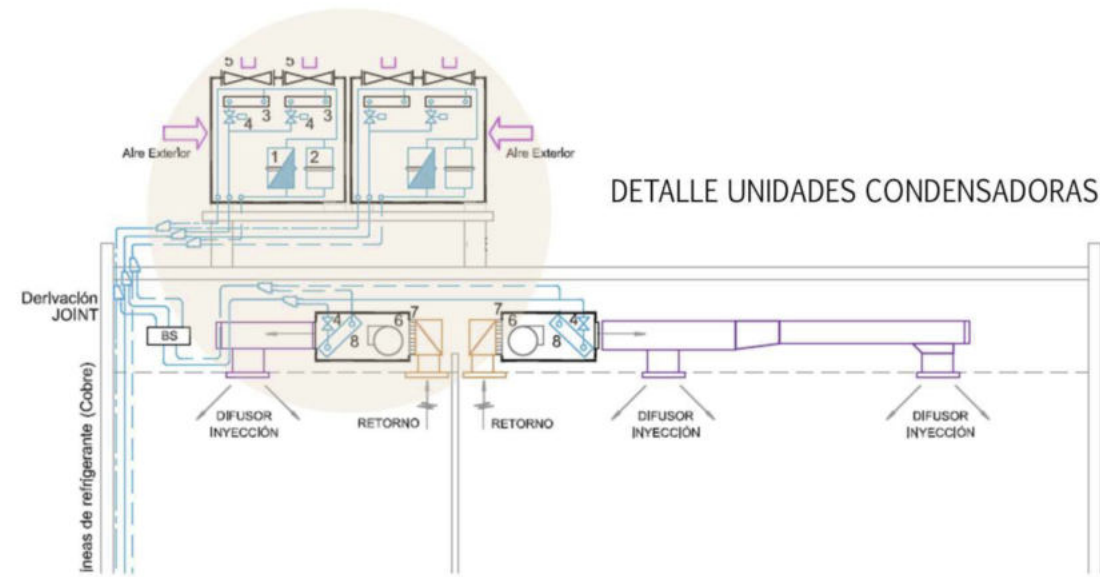 5
5
3
3
4
4
Aire Exterior
1
2
Aire Exterior
DETALLE UNIDADES CONDENSADORAS
Derivación
JOINT
BS
4
6
7
8
7
6
4
8
DIFUSOR
INYECCIÓN
RETORNO
RETORNO
DIFUSOR
INYECCIÓN
DIFUSOR
INYECCIÓN
íneas de refrigerante (Cobre)